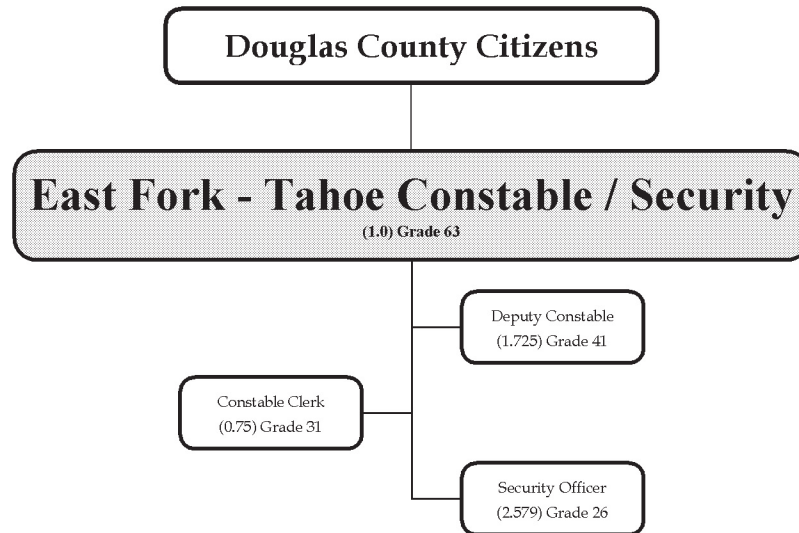 Douglas County Citizens
East Fork - Tahoe Constable / Security
(1.0) Grade 63
Deputy Constable
(1.725) Grade 41
Constable Clerk
(0.75) Grade 31
Security Officer
(2.579) Grade 26